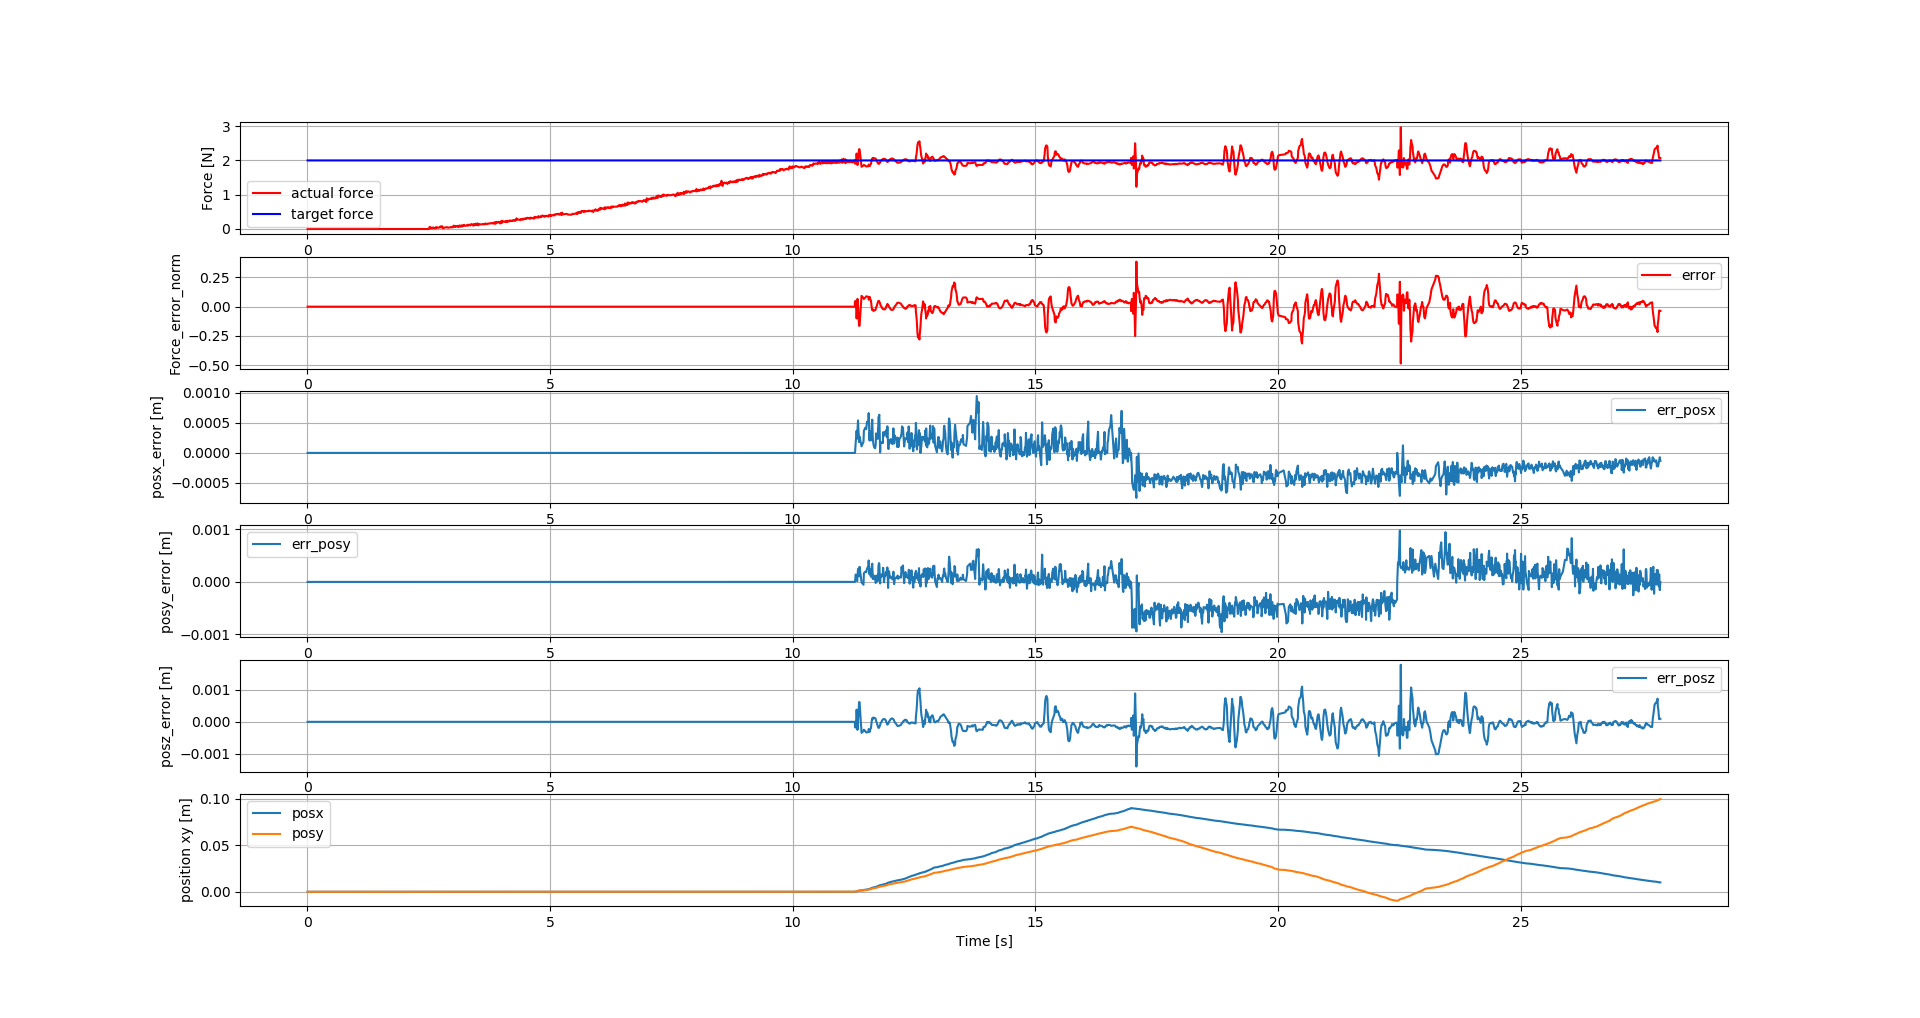 3
2
1
0
Force [N]
actual force
target force
0 5 10 15 20 25
0.25
0.00
−0.25
−0.50
Force_error_norm
error
0 5 10 15 20 25
0.0010
0.0005
0.0000
−0.0005
posx_error [m]
err_posx
0 5 10 15 20 25
0.001
0.000
−0.001
posy_error [m]
err_posy
0 5 10 15 20 25
0.001
0.000
−0.001
posz_error [m]
err_posz
0 5 10 15 20 25
0.10
0.05
0.00
position xy [m]
posx
posy
0 5 10 15 20 25
Time [s]